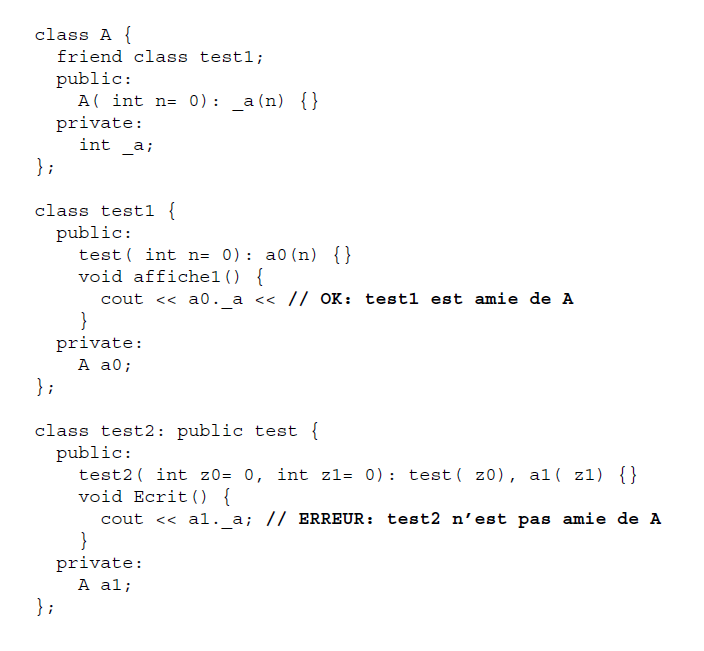 class A {
  friend class test1;
  public:
    A( int n= 0): _a(n) {}
  private:
    int _a;
};

class test1 {
  public:
    test( int n= 0): a0(n) {}
    void affiche1() {
      cout << a0._a << // OK: test1 est amie de A
    }
  private:
    A a0;
};

class test2: public test {
  public:
    test2( int z0= 0, int z1= 0): test( z0), a1( z1) {}
    void Ecrit() {
      cout << a1._a; // ERREUR: test2 n’est pas amie de A
    }
  private:
    A a1;
};